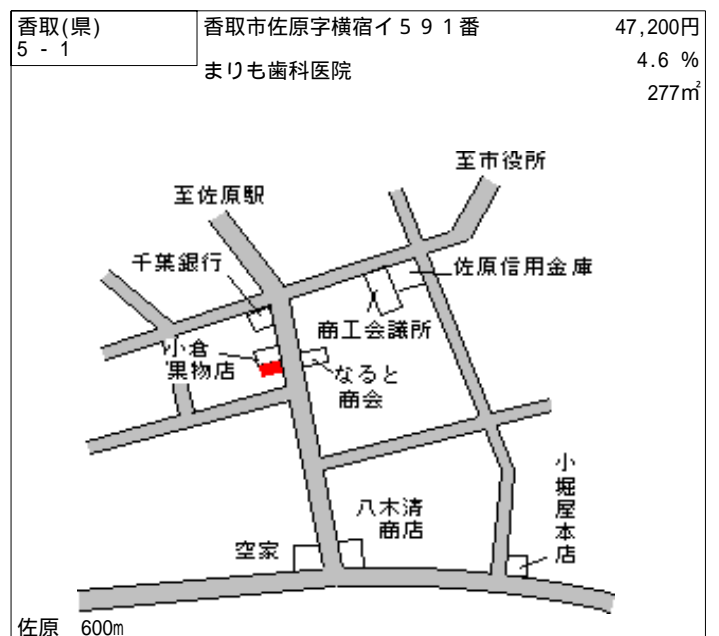 香取(県)
5 - 1
香取市佐原字横宿イ５９１番
まりも歯科医院
47,200円
4.6 %
277㎡
至市役所
至佐原駅
千葉銀行
佐原信用金庫
商工会議所
小倉
果物店
なると
商会
小堀屋本店
八木清
商店
空家
佐原 600m